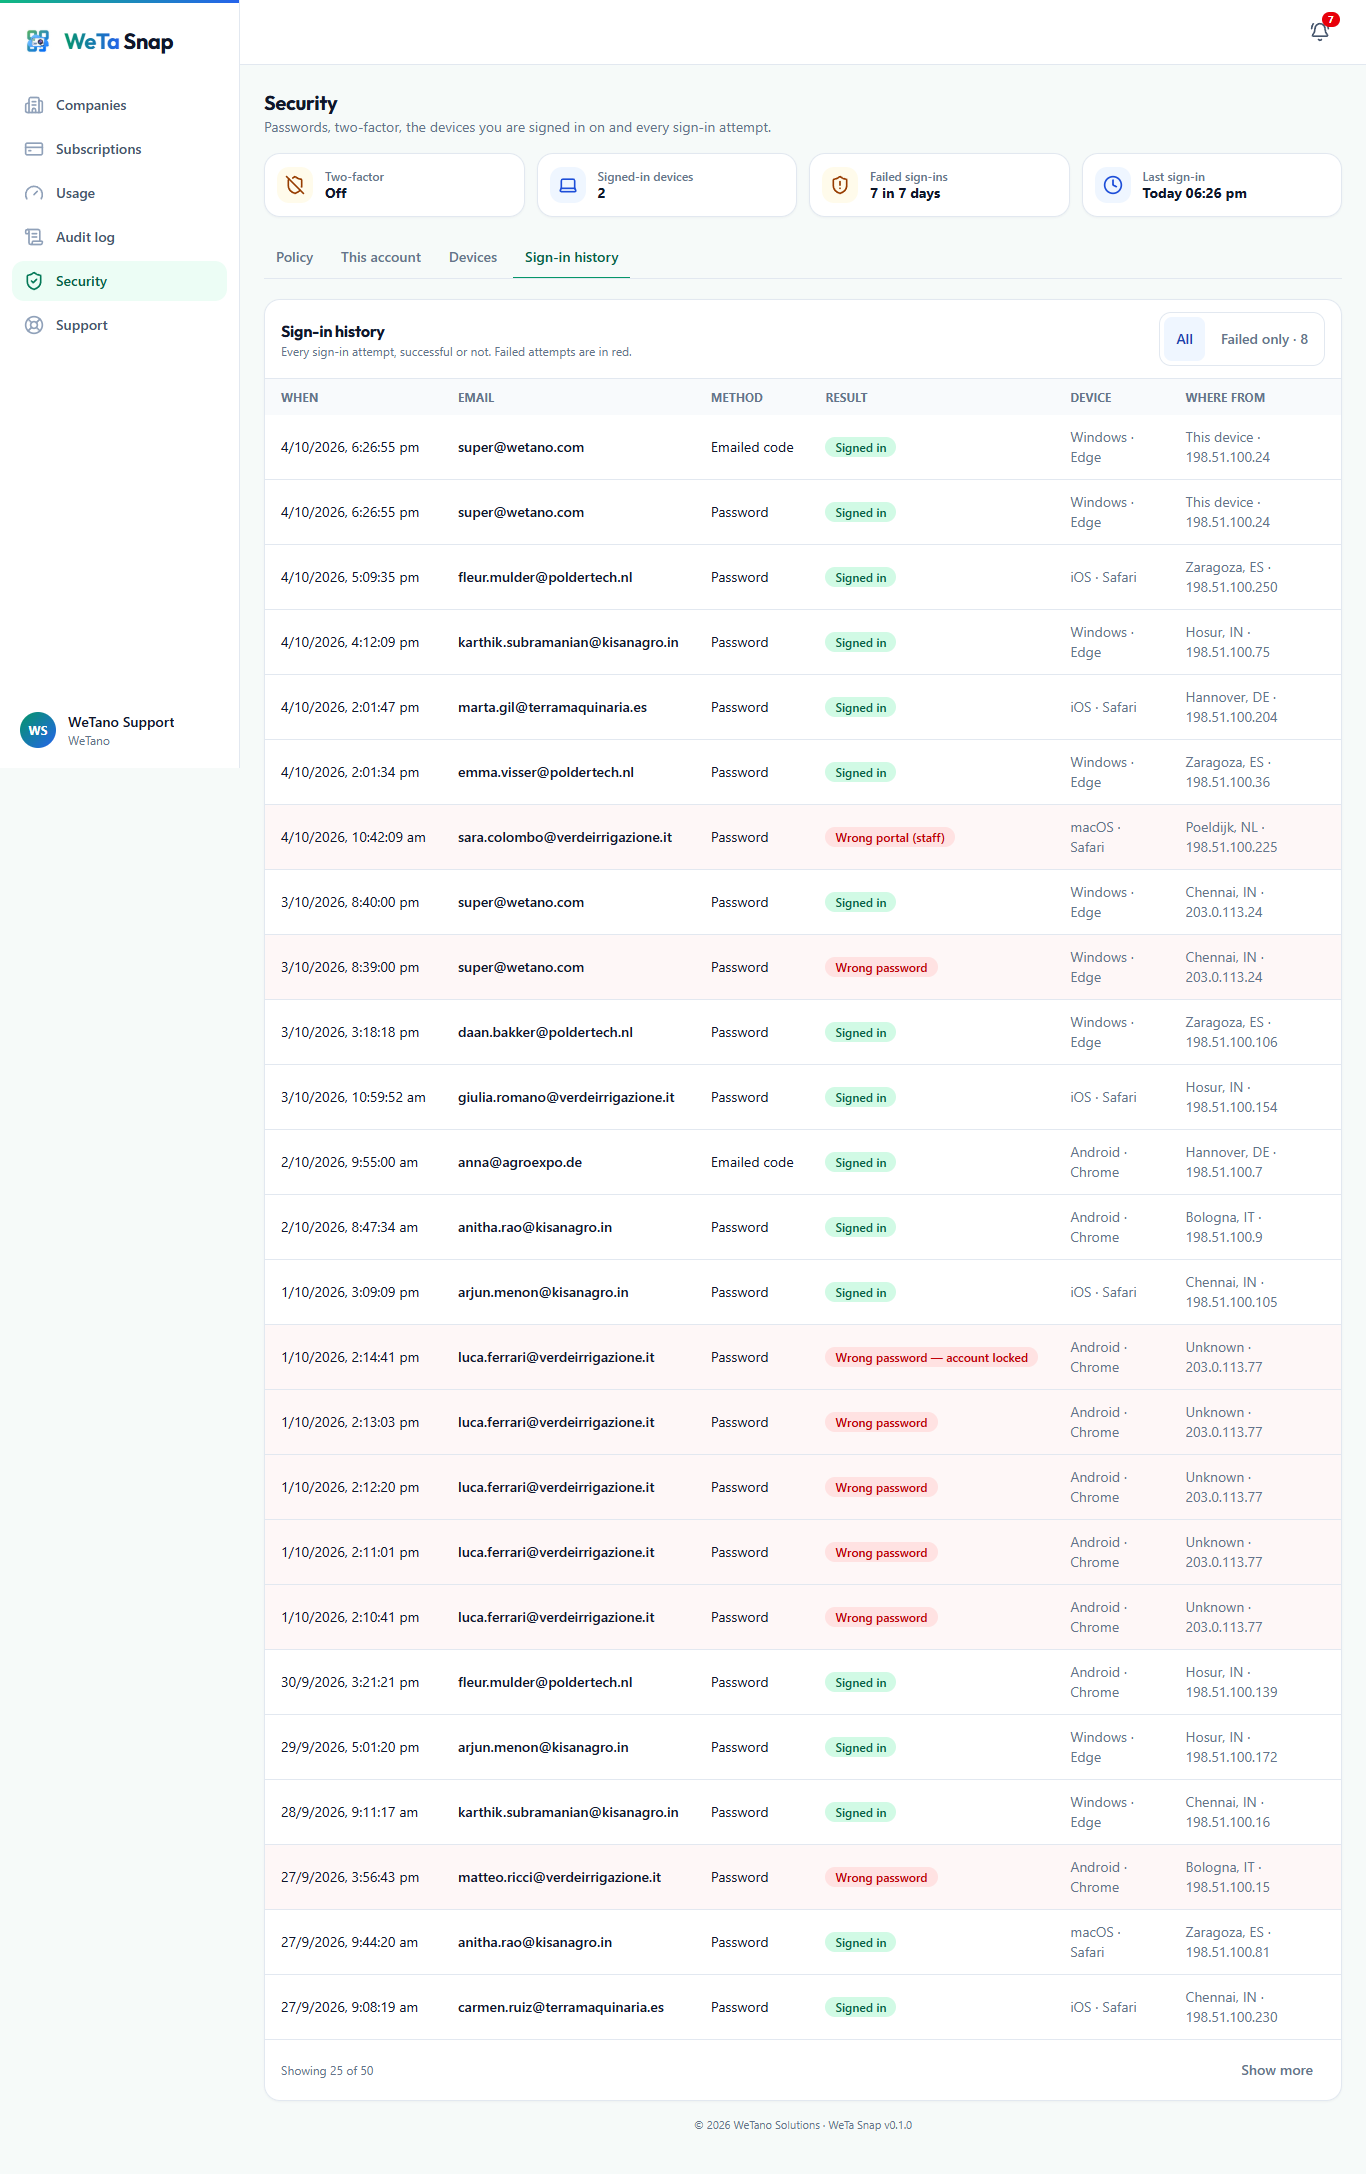 WeTa Snap
7
Companies
Subscriptions
Usage
Audit log
Security
Support
WS
WeTano Support
WeTano
Security
Passwords, two-factor, the devices you are signed in on and every sign-in attempt.
Two-factor
Off
Signed-in devices
2
Failed sign-ins
7 in 7 days
Last sign-in
Today 06:26 pm
Policy This account Devices Sign-in history
Sign-in history
Every sign-in attempt, successful or not. Failed attempts are in red.
All Failed only · 8
WHEN EMAIL METHOD RESULT DEVICE WHERE FROM
4/10/2026, 6:26:55 pm super@wetano.com Emailed code Signed in Windows · Edge This device · 198.51.100.24
4/10/2026, 6:26:55 pm super@wetano.com Password Signed in Windows · Edge This device · 198.51.100.24
4/10/2026, 5:09:35 pm fleur.mulder@poldertech.nl Password Signed in iOS · Safari Zaragoza, ES · 198.51.100.250
4/10/2026, 4:12:09 pm karthik.subramanian@kisanagro.in Password Signed in Windows · Edge Hosur, IN · 198.51.100.75
4/10/2026, 2:01:47 pm marta.gil@terramaquinaria.es Password Signed in iOS · Safari Hannover, DE · 198.51.100.204
4/10/2026, 2:01:34 pm emma.visser@poldertech.nl Password Signed in Windows · Edge Zaragoza, ES · 198.51.100.36
4/10/2026, 10:42:09 am sara.colombo@verdeirrigazione.it Password Wrong portal (staff) macOS · Safari Poeldijk, NL · 198.51.100.225
3/10/2026, 8:40:00 pm super@wetano.com Password Signed in Windows · Edge Chennai, IN · 203.0.113.24
3/10/2026, 8:39:00 pm super@wetano.com Password Wrong password Windows · Edge Chennai, IN · 203.0.113.24
3/10/2026, 3:18:18 pm daan.bakker@poldertech.nl Password Signed in Windows · Edge Zaragoza, ES · 198.51.100.106
3/10/2026, 10:59:52 am giulia.romano@verdeirrigazione.it Password Signed in iOS · Safari Hosur, IN · 198.51.100.154
2/10/2026, 9:55:00 am anna@agroexpo.de Emailed code Signed in Android · Chrome Hannover, DE · 198.51.100.7
2/10/2026, 8:47:34 am anitha.rao@kisanagro.in Password Signed in Android · Chrome Bologna, IT · 198.51.100.9
1/10/2026, 3:09:09 pm arjun.menon@kisanagro.in Password Signed in iOS · Safari Chennai, IN · 198.51.100.105
1/10/2026, 2:14:41 pm luca.ferrari@verdeirrigazione.it Password Wrong password — account locked Android · Chrome Unknown · 203.0.113.77
1/10/2026, 2:13:03 pm luca.ferrari@verdeirrigazione.it Password Wrong password Android · Chrome Unknown · 203.0.113.77
1/10/2026, 2:12:20 pm luca.ferrari@verdeirrigazione.it Password Wrong password Android · Chrome Unknown · 203.0.113.77
1/10/2026, 2:11:01 pm luca.ferrari@verdeirrigazione.it Password Wrong password Android · Chrome Unknown · 203.0.113.77
1/10/2026, 2:10:41 pm luca.ferrari@verdeirrigazione.it Password Wrong password Android · Chrome Unknown · 203.0.113.77
30/9/2026, 3:21:21 pm fleur.mulder@poldertech.nl Password Signed in Android · Chrome Hosur, IN · 198.51.100.139
29/9/2026, 5:01:20 pm arjun.menon@kisanagro.in Password Signed in Windows · Edge Hosur, IN · 198.51.100.172
28/9/2026, 9:11:17 am karthik.subramanian@kisanagro.in Password Signed in Windows · Edge Chennai, IN · 198.51.100.16
27/9/2026, 3:56:43 pm matteo.ricci@verdeirrigazione.it Password Wrong password Android · Chrome Bologna, IT · 198.51.100.15
27/9/2026, 9:44:20 am anitha.rao@kisanagro.in Password Signed in macOS · Safari Zaragoza, ES · 198.51.100.81
27/9/2026, 9:08:19 am carmen.ruiz@terramaquinaria.es Password Signed in iOS · Safari Chennai, IN · 198.51.100.230
Showing 25 of 50 Show more
© 2026 WeTano Solutions · WeTa Snap v0.1.0